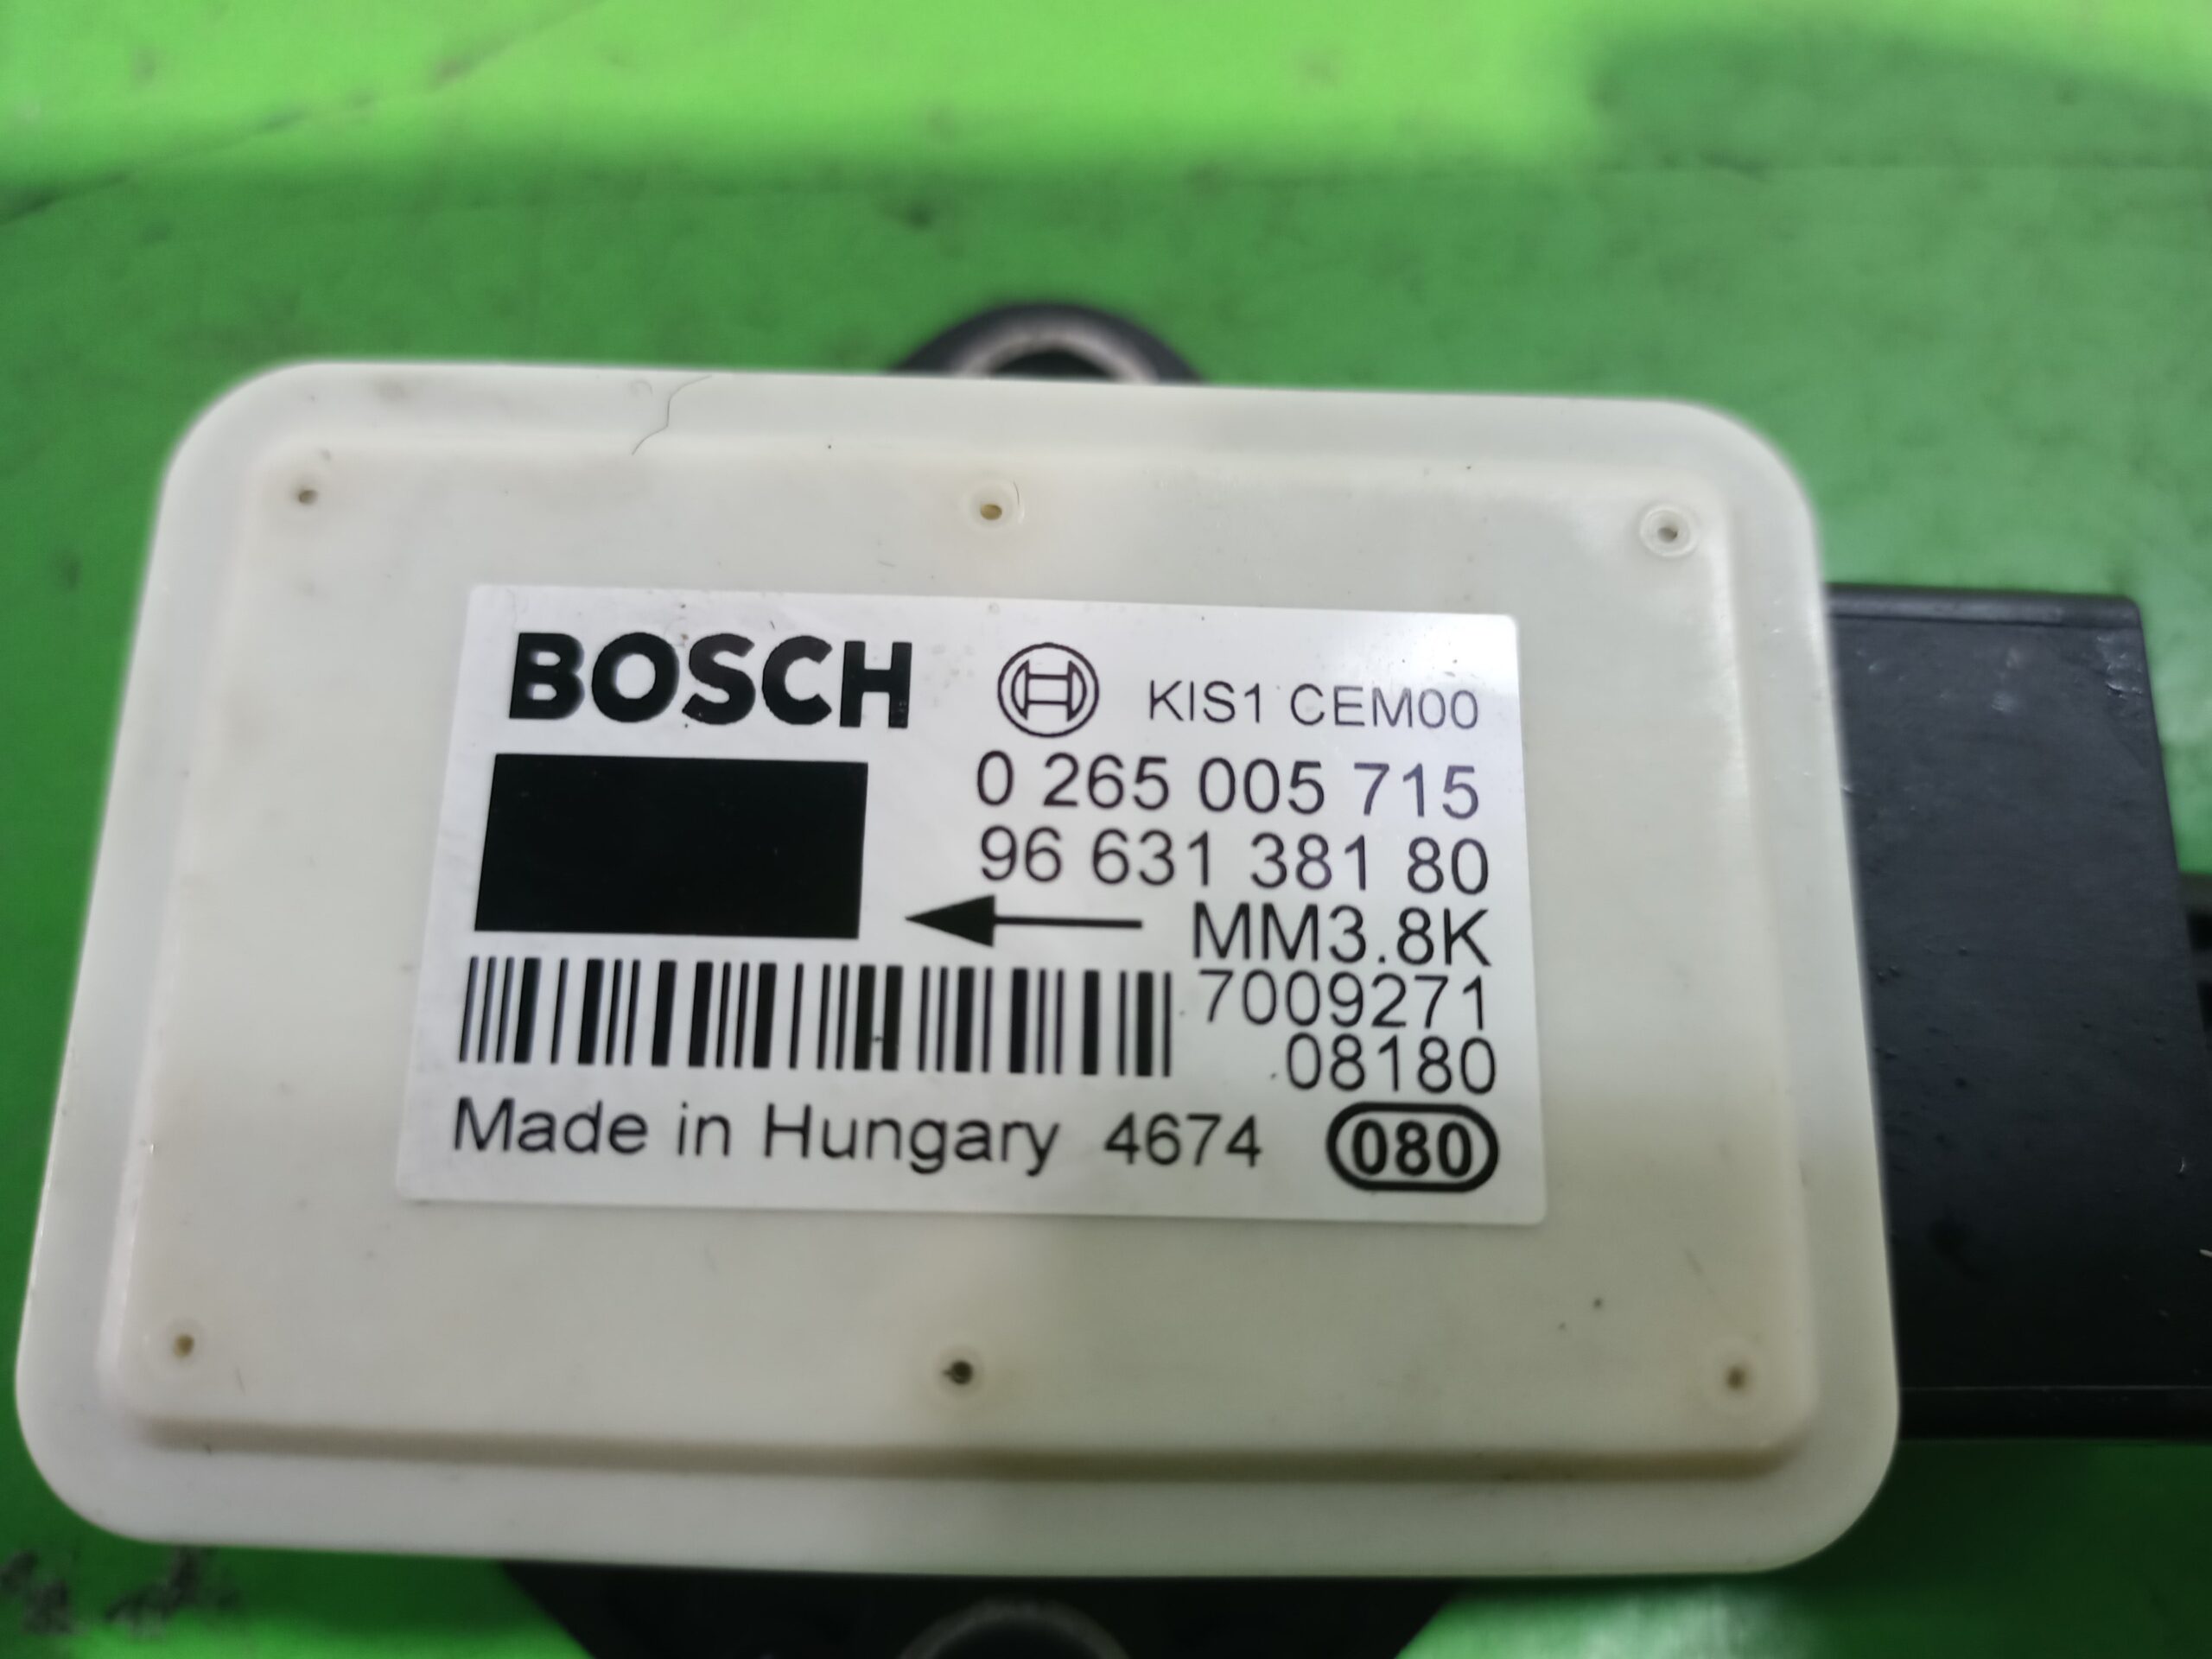 BOSCH KIS1 CEM00
0 265 005 715
96 631 381 80
MM3.8K
7009271
08180
Made in Hungary 4674 080